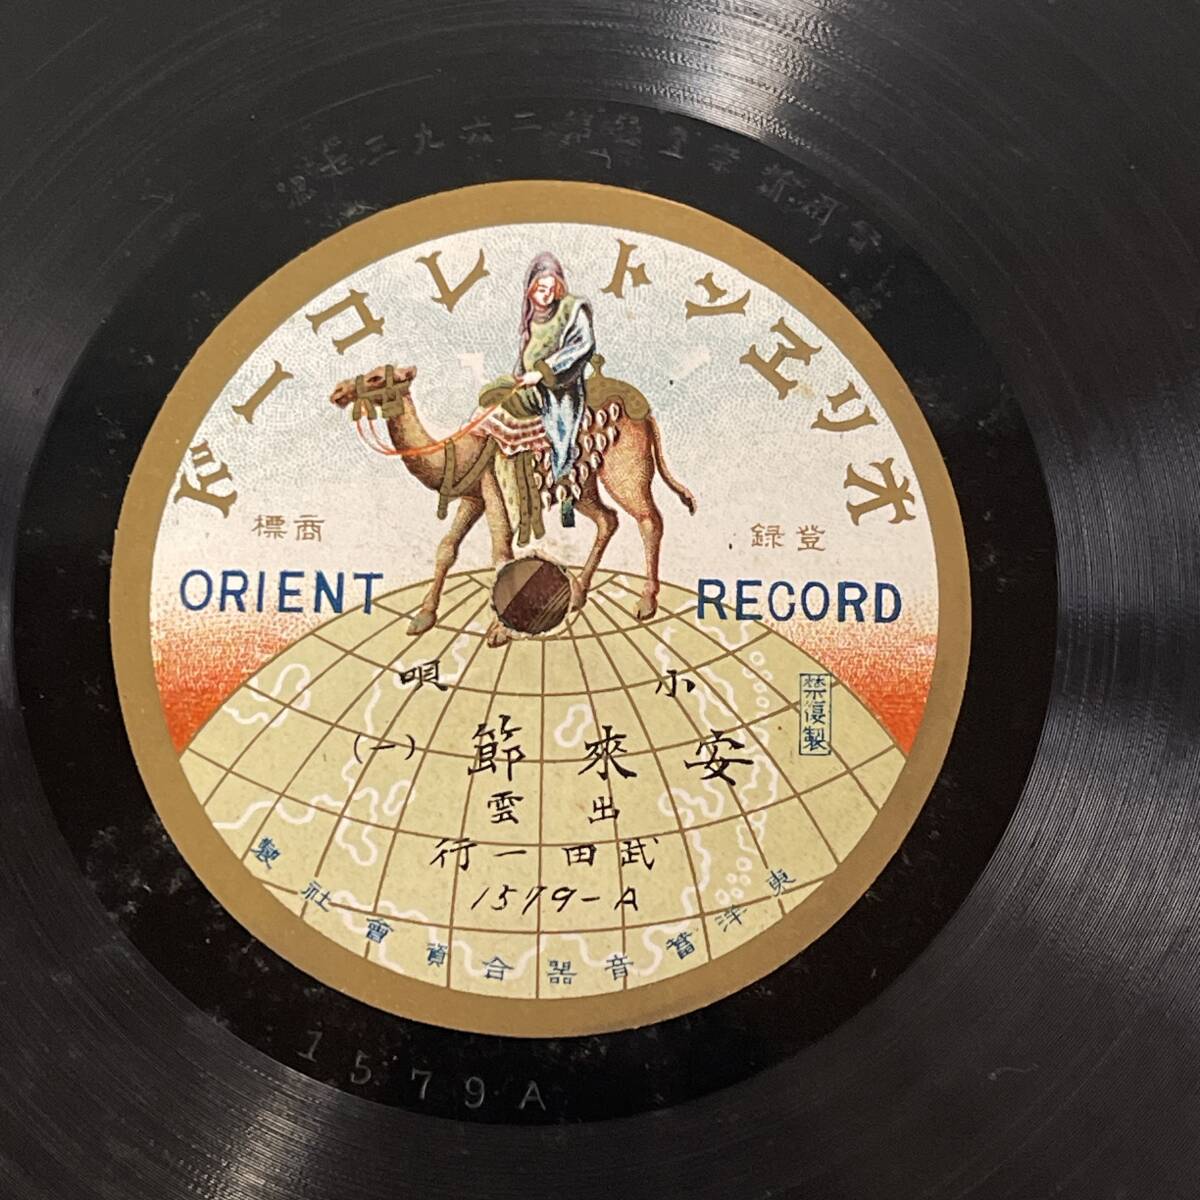 オリエントレコード
登録 商標
ORIENT RECORD
禁復製
小唄
安來節 (一)
出雲
武田一行
1579-A
東洋蓄音器合資會社製
1579A